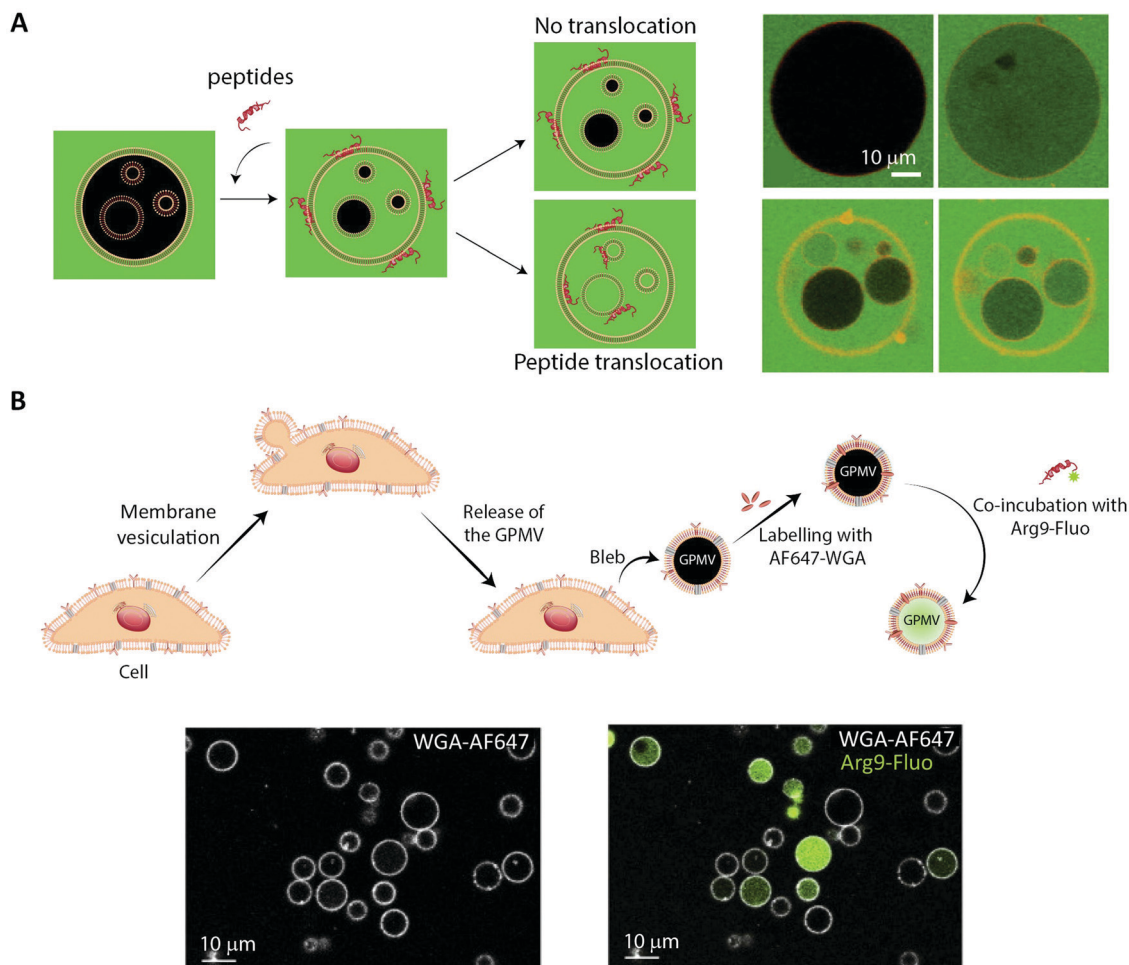 A
peptides
No translocation
Peptide translocation
10 μm
B
Membrane
vesiculation
Cell
Release of
the GPMV
Bleb
GPMV
Labelling with
AF647-WGA
GPMV
Co-incubation with
Arg9-Fluo
GPMV
WGA-AF647
10 μm
WGA-AF647
Arg9-Fluo
10 μm